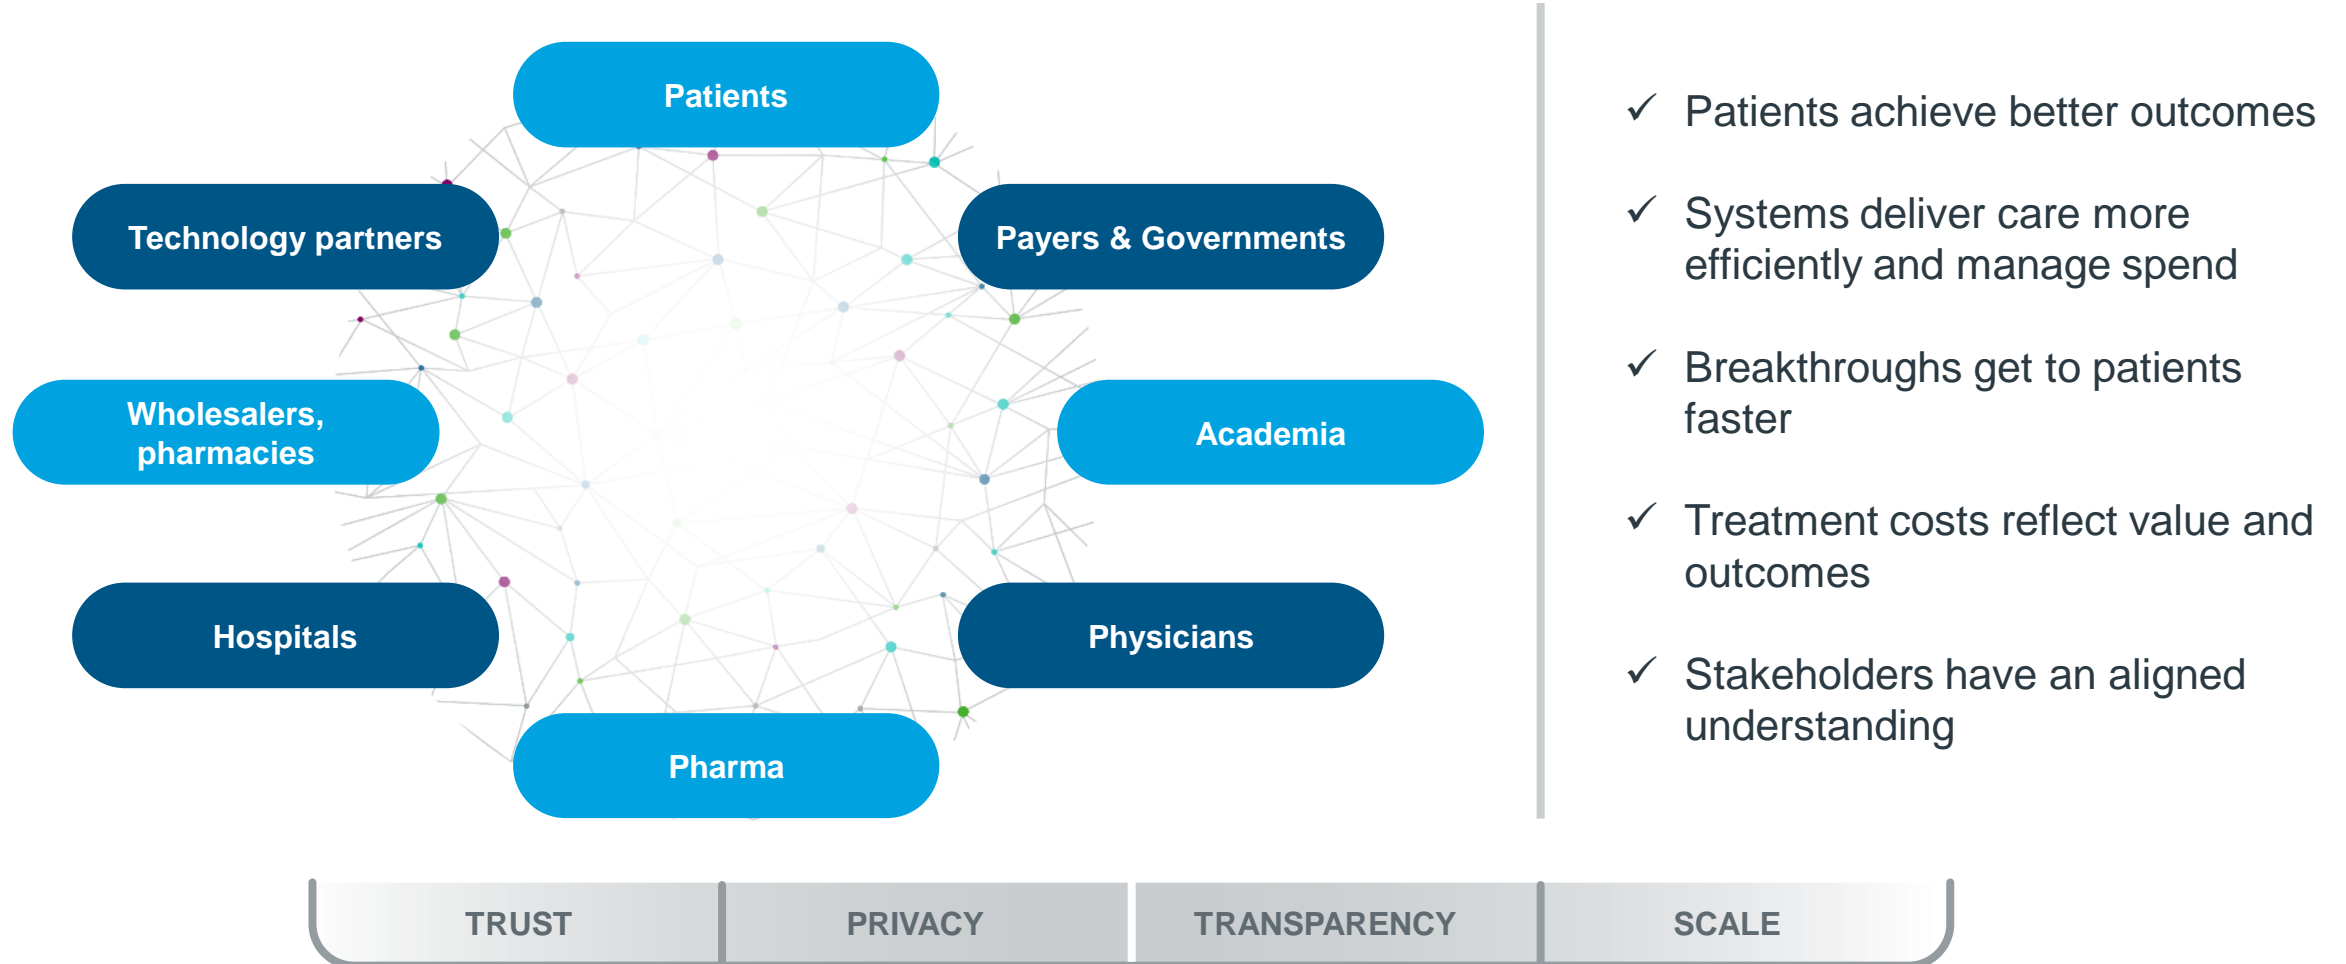 Patients
Technology partners
Payers & Governments
Wholesalers,
pharmacies
Academia
Hospitals
Physicians
Pharma
✓ Patients achieve better outcomes
✓ Systems deliver care more
efficiently and manage spend
✓ Breakthroughs get to patients
faster
✓ Treatment costs reflect value and
outcomes
✓ Stakeholders have an aligned
understanding
TRUST
PRIVACY
TRANSPARENCY
SCALE